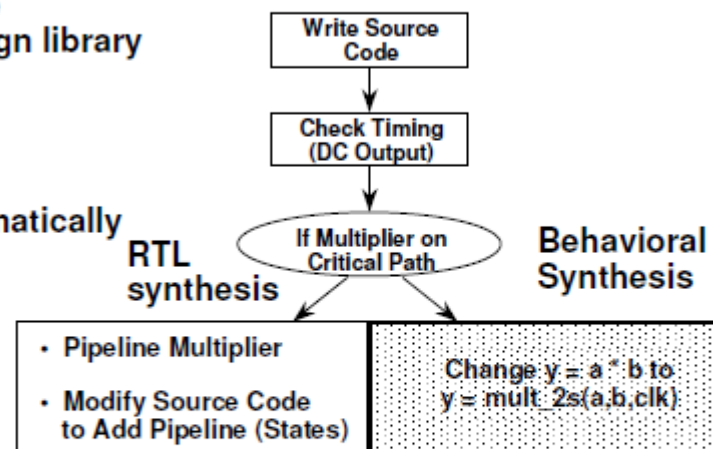 gn library
Write Source
Code
Check Timing
(DC Output)
matically
If Multiplier on
Critical Path
RTL
synthesis
Behavioral
Synthesis
• Pipeline Multiplier
• Modify Source Code
to Add Pipeline (States)
Change y = a * b to
y = mult_2s(a,b,clk)